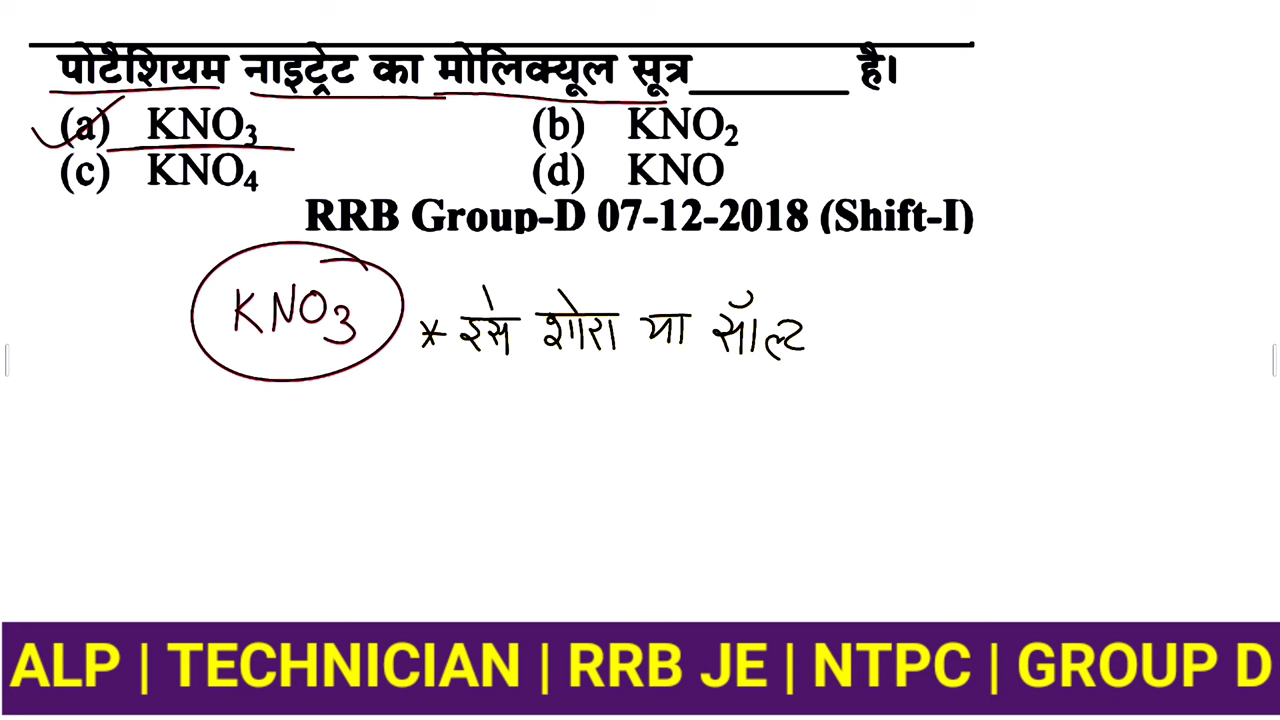 पोटैशियम नाइट्रेट का मोलिक्यूल सूत्र________ है।
(a) KNO₃ (b) KNO₂
(c) KNO₄ (d) KNO
RRB Group-D 07-12-2018 (Shift-I)
KNO₃ * इसे शोरा या सॉल्ट
ALP | TECHNICIAN | RRB JE | NTPC | GROUP D